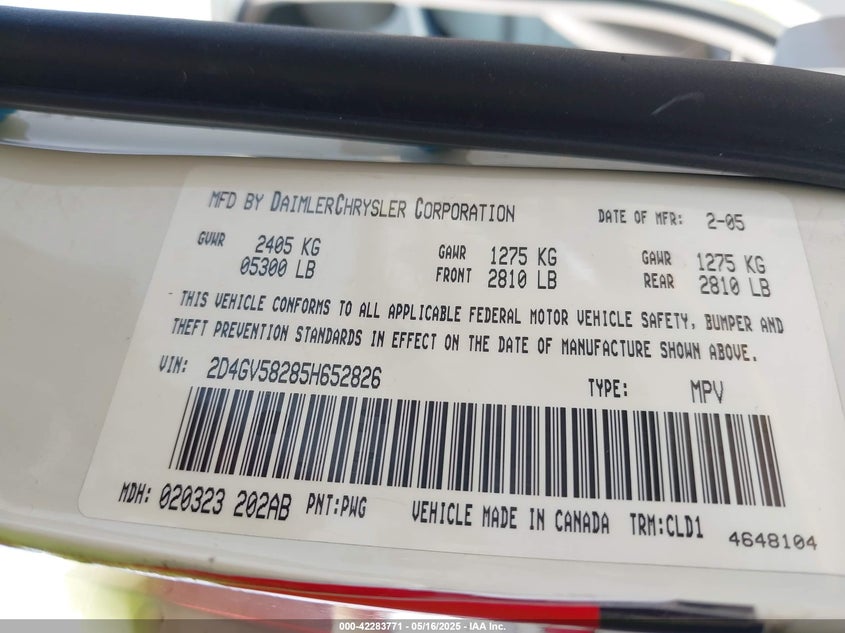 MFD BY DAIMLERCHRYSLER CORPORATION DATE OF MFR: 2-05
GVWR 2405 KG GAWR 1275 KG GAWR 1275 KG
05300 LB FRONT 2810 LB REAR 2810 LB
THIS VEHICLE CONFORMS TO ALL APPLICABLE FEDERAL MOTOR VEHICLE SAFETY, BUMPER AND
THEFT PREVENTION STANDARDS IN EFFECT ON THE DATE OF MANUFACTURE SHOWN ABOVE.
VIN: 2D4GV58285H652826 TYPE: MPV
MDH: 020323 202AB PNT:PWG VEHICLE MADE IN CANADA TRM:CLD1 4648104
000-42283771 - 05/16/2025 - IAA Inc.